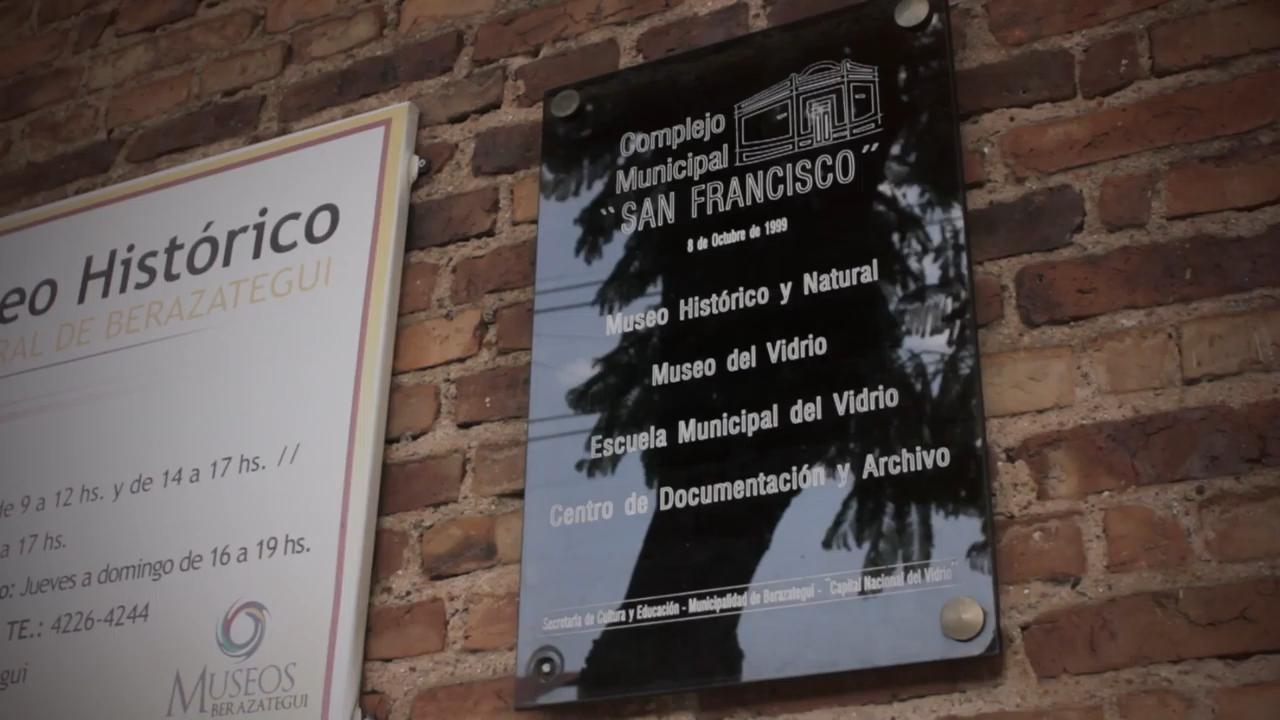 eo Histórico
RAL DE BERAZATEGUI
de 9 a 12 hs. y de 14 a 17 hs. //
a 17 hs.
o: Jueves a domingo de 16 a 19 hs.
TE.: 4226-4244
gui
MUSEOS
BERAZATEGUI
Complejo
Municipal
"SAN FRANCISCO"
8 de Octubre de 1999
Museo Histórico y Natural
Museo del Vidrio
Escuela Municipal del Vidrio
Centro de Documentación y Archivo
Secretaría de Cultura y Educación - Municipalidad de Berazategui - "Capital Nacional del Vidrio"